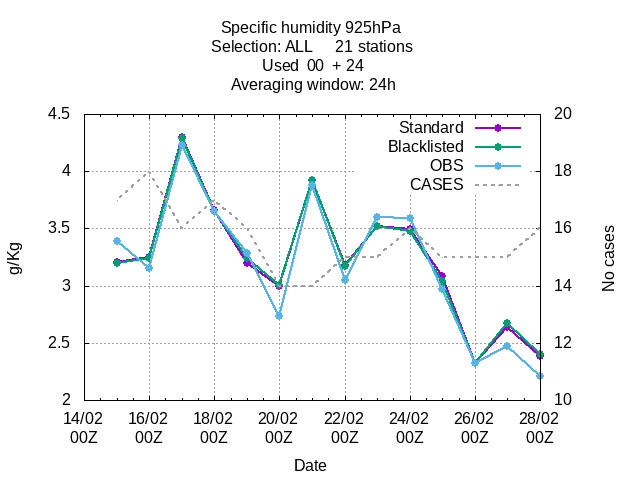 Specific humidity 925hPa
Selection: ALL     21 stations
Used  00  + 24
Averaging window: 24h
4.5
4
3.5
3
2.5
2
g/Kg
Standard
Blacklisted
OBS
CASES
20
18
16
14
12
10
No cases
14/02 16/02 18/02 20/02 22/02 24/02 26/02 28/02
00Z 00Z 00Z 00Z 00Z 00Z 00Z 00Z
Date